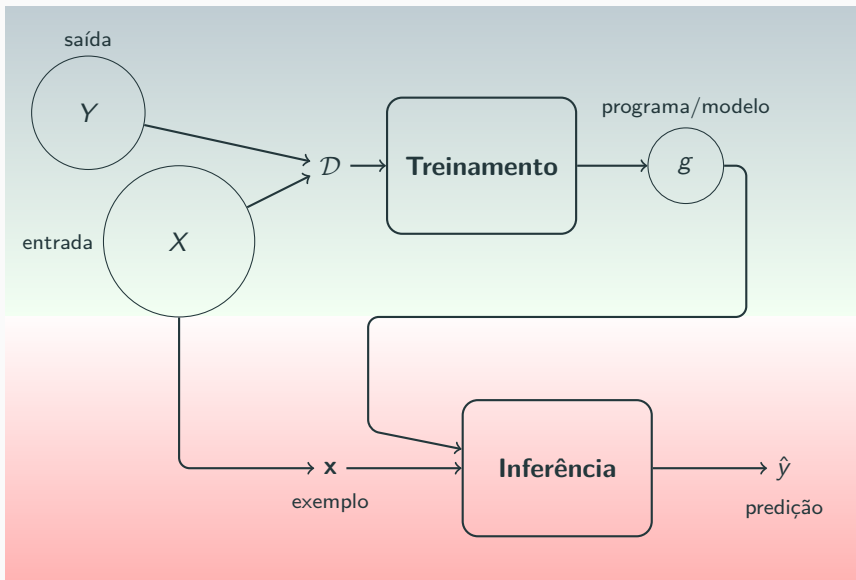 saída
Y
programa/modelo
𝒟
Treinamento
g
entrada
X
x
Inferência
ŷ
exemplo
predição